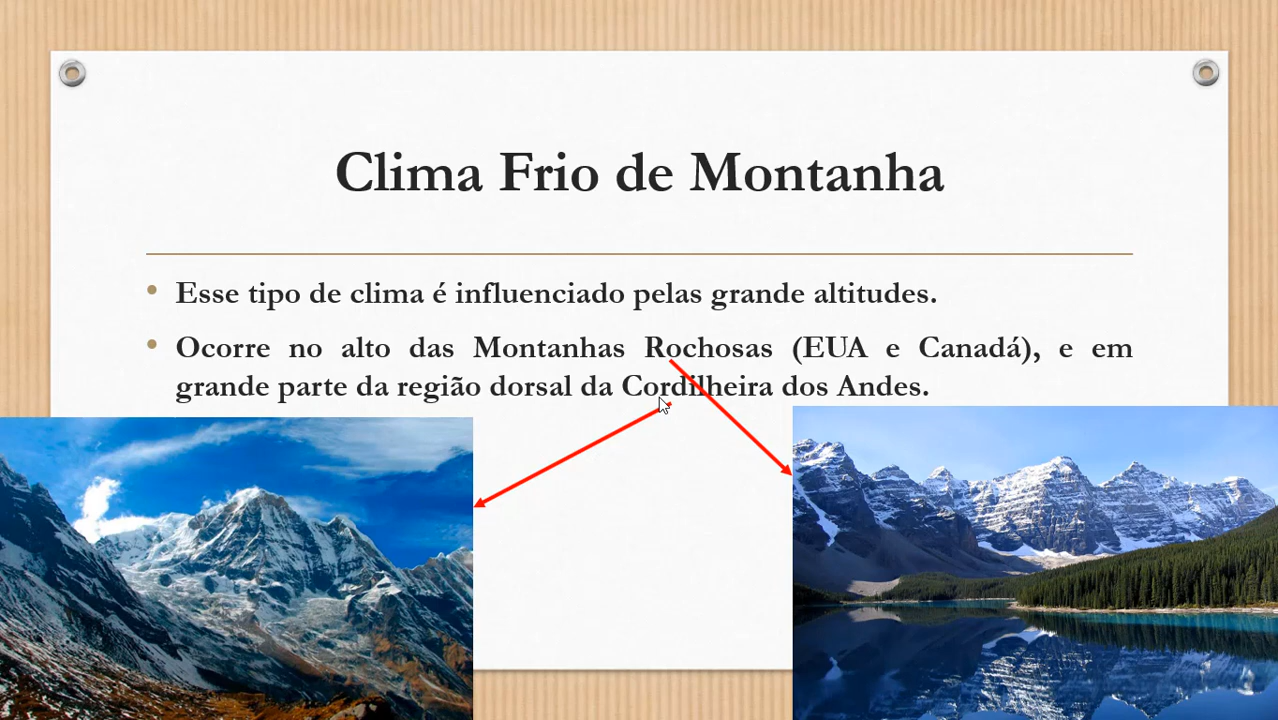 Clima Frio de Montanha
• Esse tipo de clima é influenciado pelas grande altitudes.
• Ocorre no alto das Montanhas Rochosas (EUA e Canadá), e em
grande parte da região dorsal da Cordilheira dos Andes.